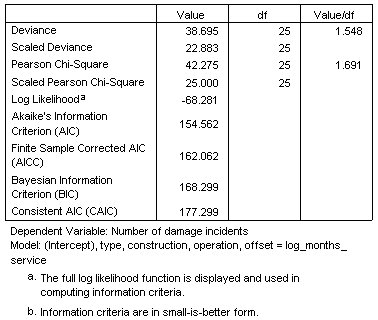 Value df Value/df
Deviance 38.695 25 1.548
Scaled Deviance 22.883 25
Pearson Chi-Square 42.275 25 1.691
Scaled Pearson Chi-Square 25.000 25
Log Likelihood a -68.281
Akaike's Information
Criterion (AIC) 154.562
Finite Sample Corrected AIC
(AICC) 162.062
Bayesian Information
Criterion (BIC) 168.299
Consistent AIC (CAIC) 177.299
Dependent Variable: Number of damage incidents
Model: (Intercept), type, construction, operation, offset = log_months_
service
a. The full log likelihood function is displayed and used in
computing information criteria.
b. Information criteria are in small-is-better form.